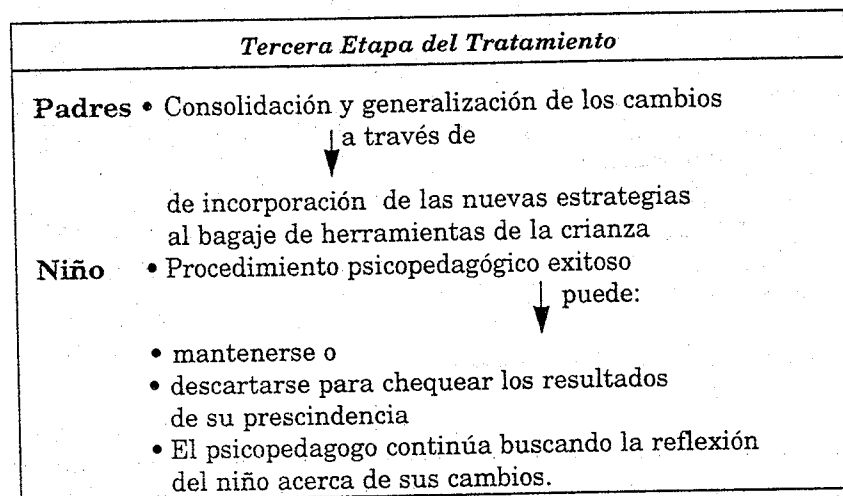 Tercera Etapa del Tratamiento
Padres • Consolidación y generalización de los cambios
a través de
de incorporación de las nuevas estrategias
al bagaje de herramientas de la crianza
Niño • Procedimiento psicopedagógico exitoso
puede:
• mantenerse o
• descartarse para chequear los resultados
de su prescindencia
• El psicopedagogo continúa buscando la reflexión
del niño acerca de sus cambios.